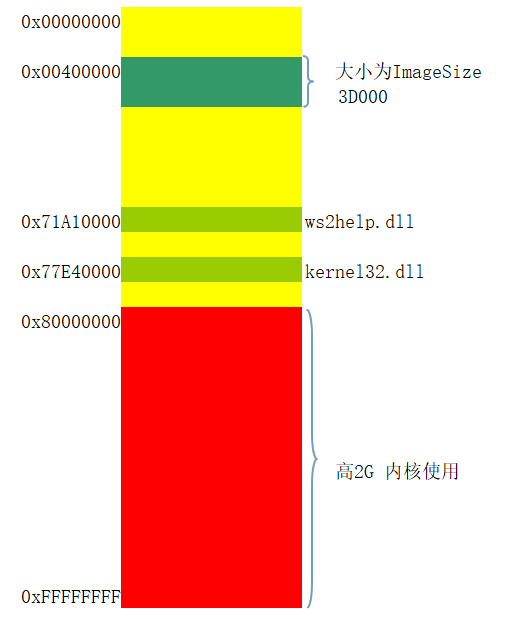 0x00000000
0x00400000
大小为ImageSize
3D000
0x71A10000
ws2help.dll
0x77E40000
kernel32.dll
0x80000000
高2G 内核使用
0xFFFFFFFF